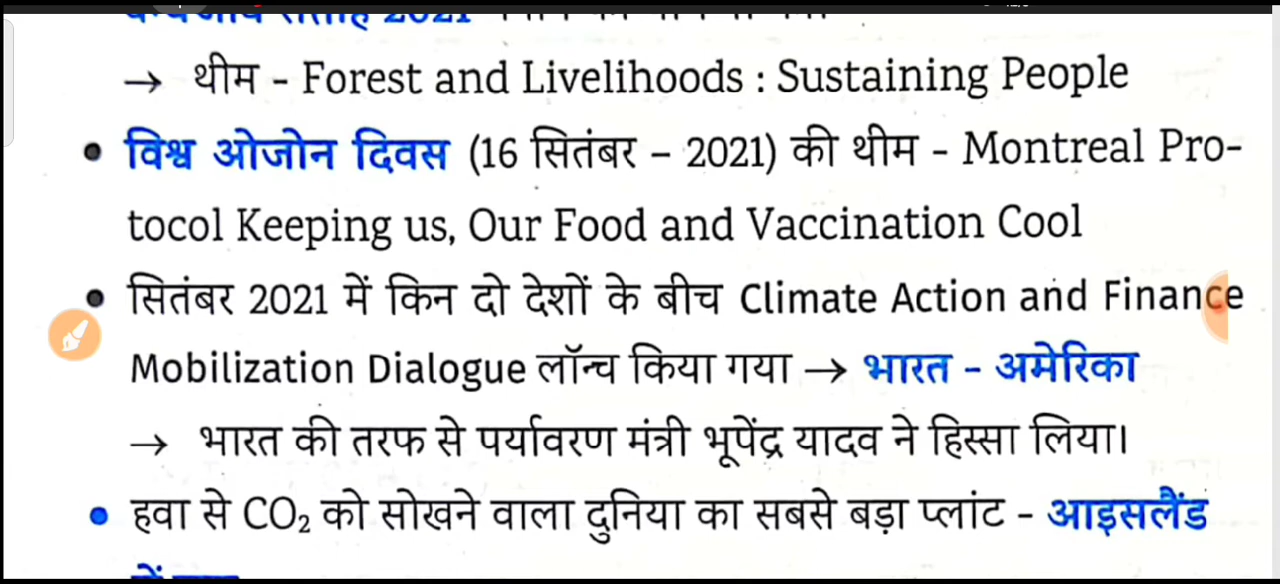 2021
→ थीम - Forest and Livelihoods : Sustaining People
• विश्व ओजोन दिवस (16 सितंबर – 2021) की थीम - Montreal Pro-
tocol Keeping us, Our Food and Vaccination Cool
• सितंबर 2021 में किन दो देशों के बीच Climate Action and Finance
Mobilization Dialogue लॉन्च किया गया → भारत - अमेरिका
→ भारत की तरफ से पर्यावरण मंत्री भूपेंद्र यादव ने हिस्सा लिया।
• हवा से CO₂ को सोखने वाला दुनिया का सबसे बड़ा प्लांट - आइसलैंड